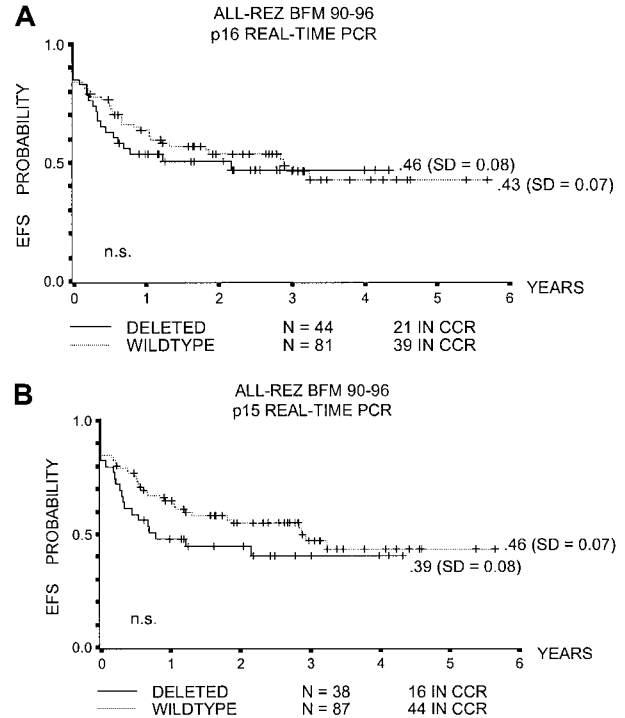 A
ALL-REZ BFM 90-96
p16 REAL-TIME PCR
1.0
EFS PROBABILITY
0.5
.46 (SD = 0.08)
.43 (SD = 0.07)
n.s.
0.0
0 1 2 3 4 5 6 YEARS
DELETED N = 44 21 IN CCR
WILDTYPE N = 81 39 IN CCR
B
ALL-REZ BFM 90-96
p15 REAL-TIME PCR
1.0
EFS PROBABILITY
0.5
.46 (SD = 0.07)
.39 (SD = 0.08)
n.s.
0.0
0 1 2 3 4 5 6 YEARS
DELETED N = 38 16 IN CCR
WILDTYPE N = 87 44 IN CCR